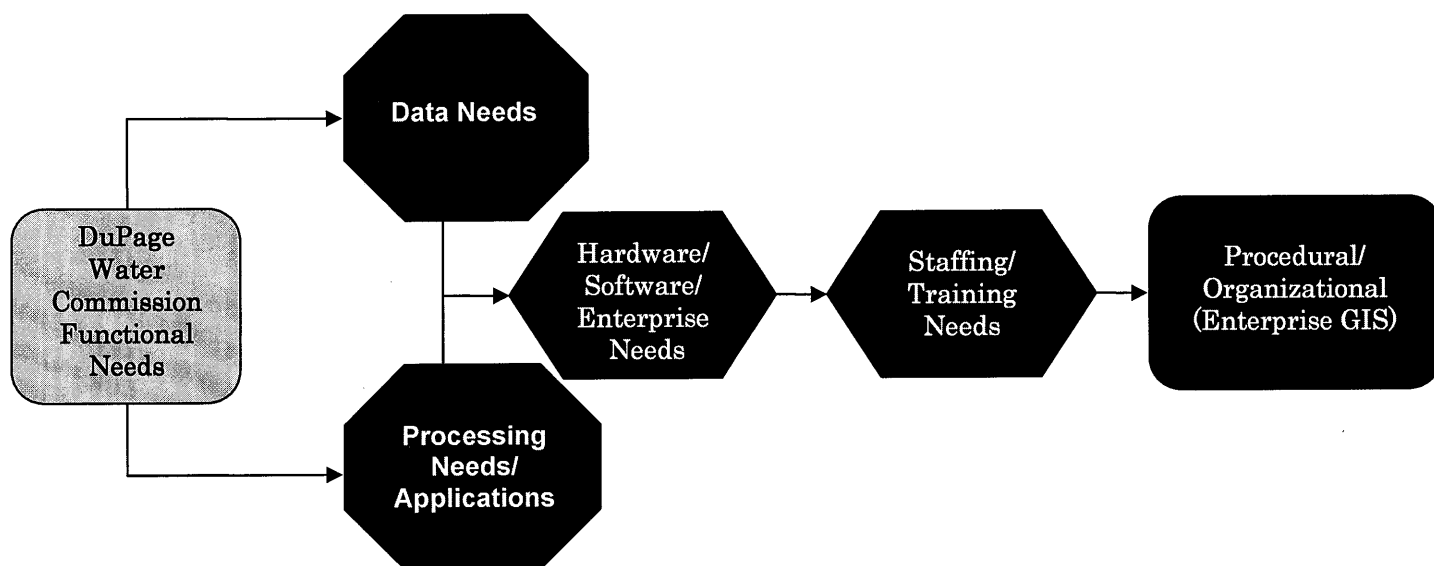 Data Needs
DuPage
Water
Commission
Functional
Needs
Hardware/
Software/
Enterprise
Needs
Staffing/
Training
Needs
Procedural/
Organizational
(Enterprise GIS)
Processing
Needs/
Applications